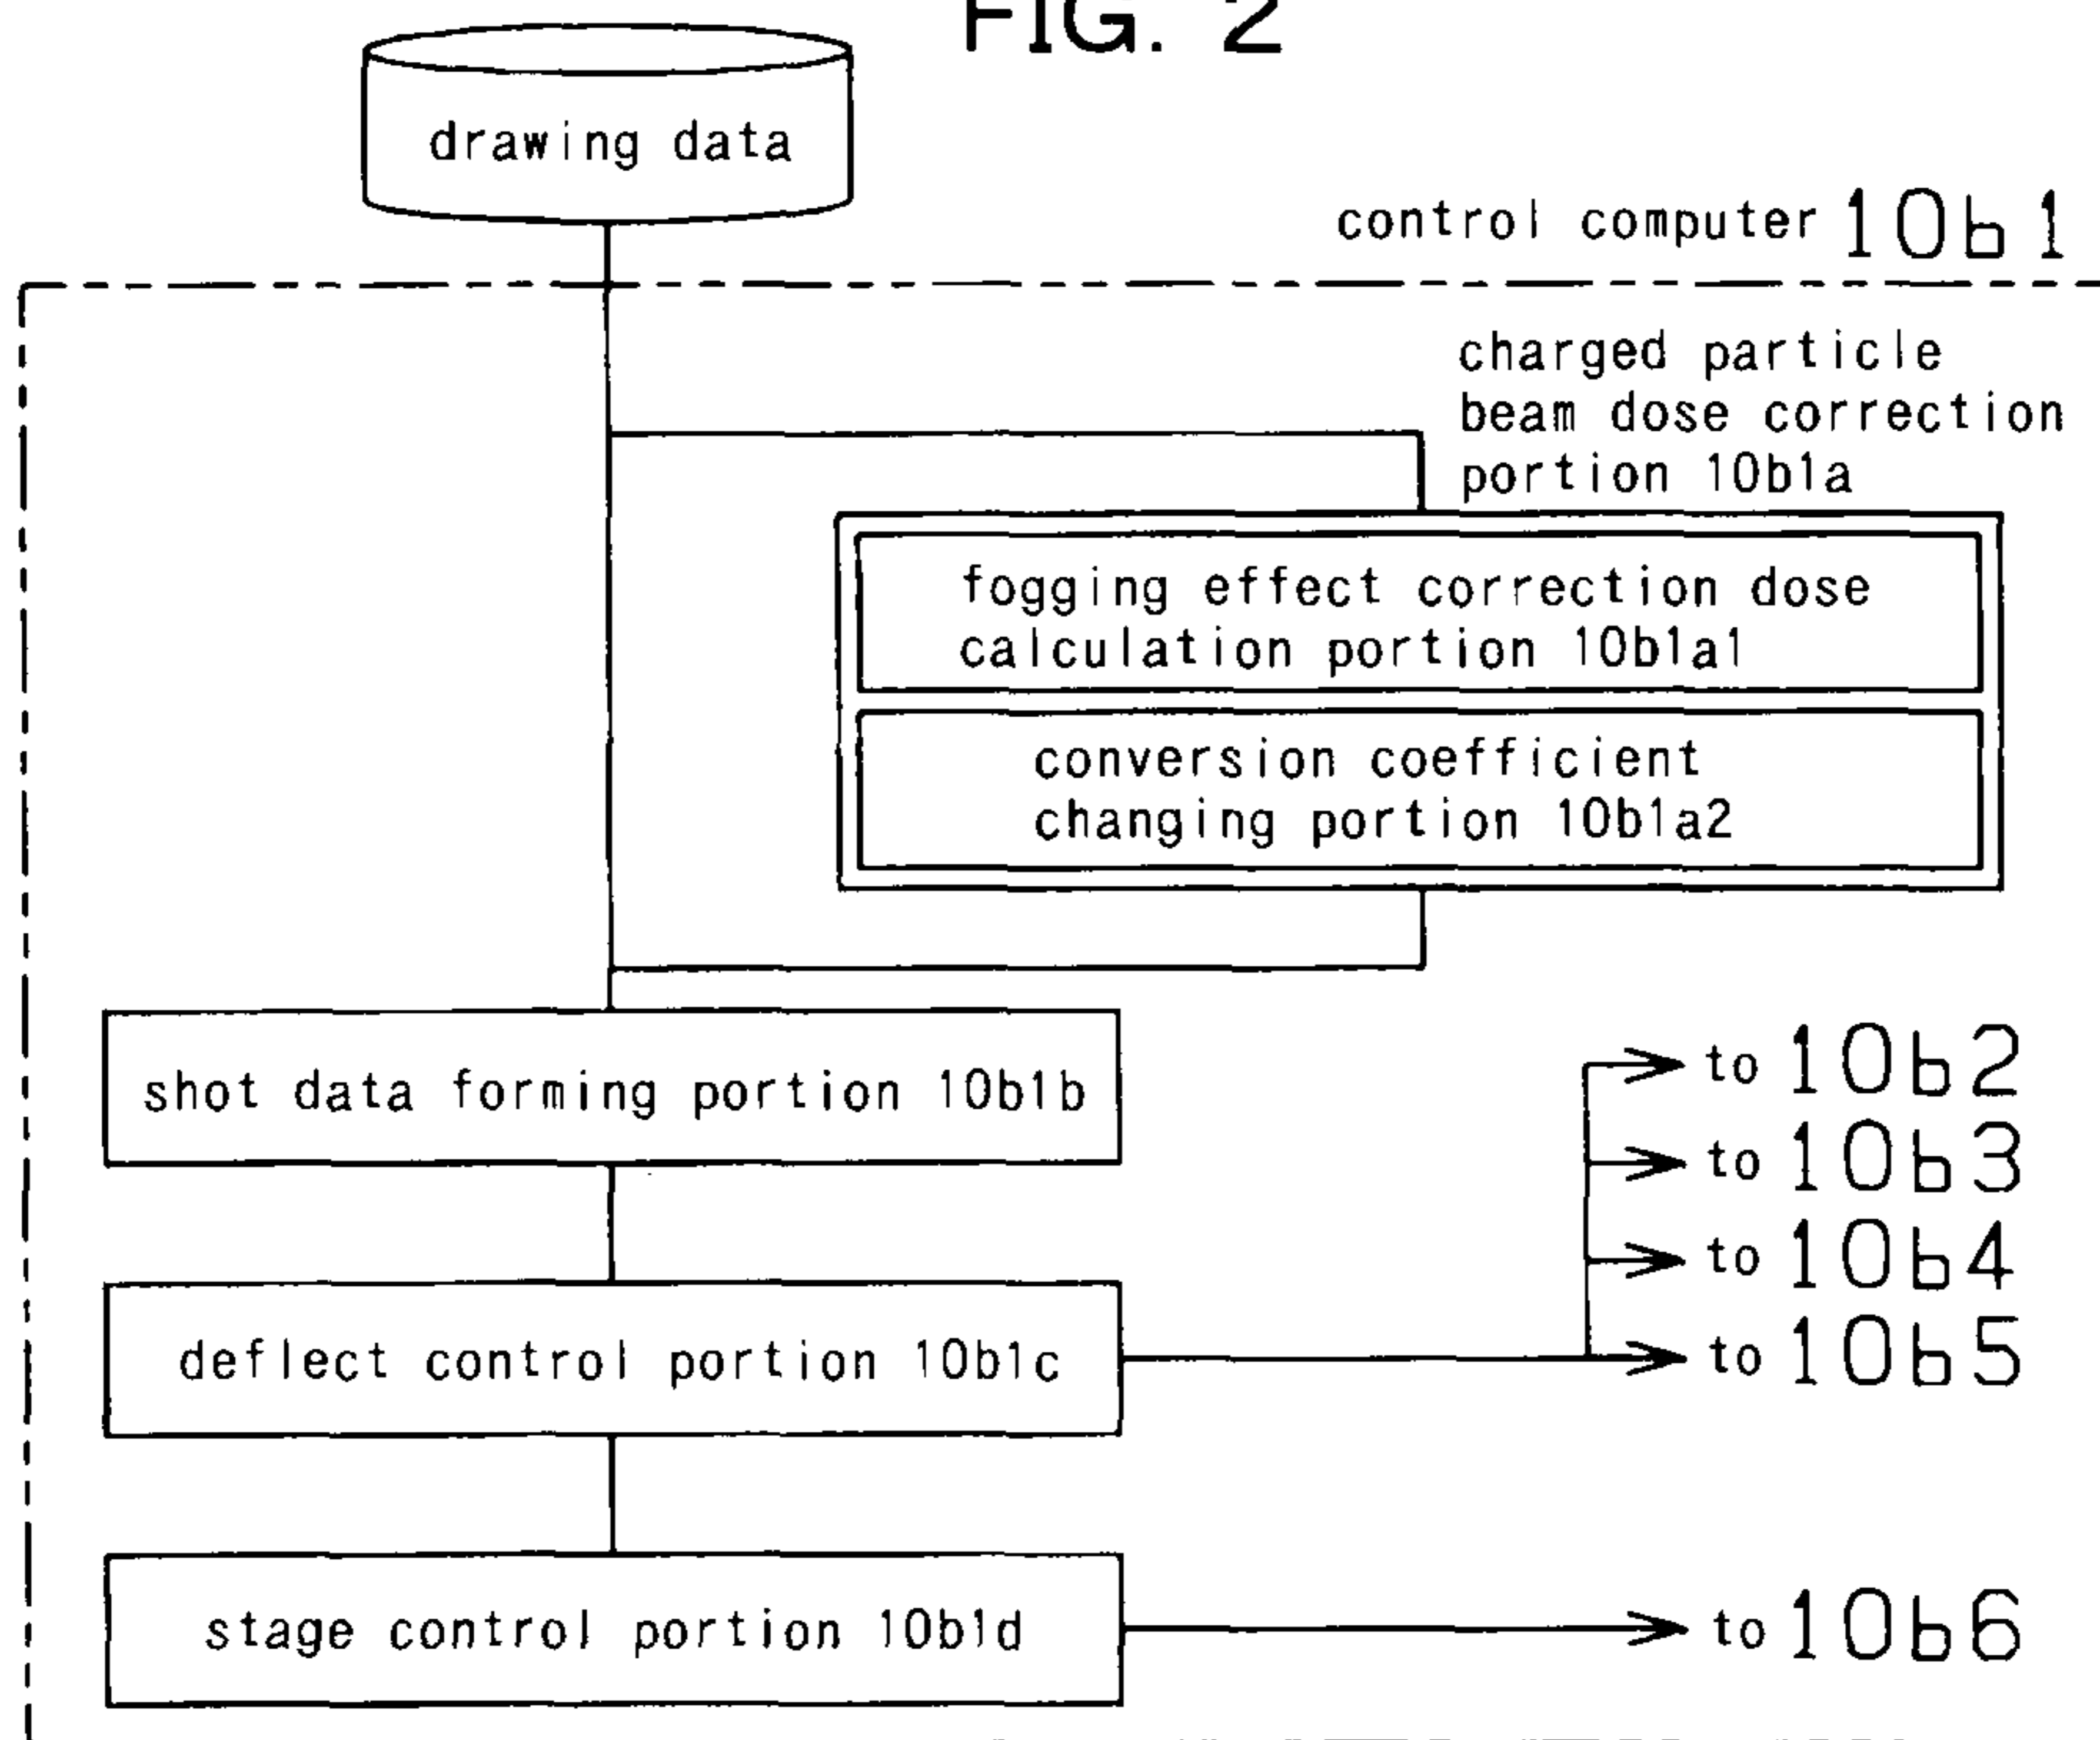 FIG. 2
drawing data
control computer 10b1
charged particle
beam dose correction
portion 10b1a
fogging effect correction dose
calculation portion 10b1a1
conversion coefficient
changing portion 10b1a2
shot data forming portion 10b1b
to 10b2
to 10b3
to 10b4
deflect control portion 10b1c
to 10b5
stage control portion 10b1d
to 10b6